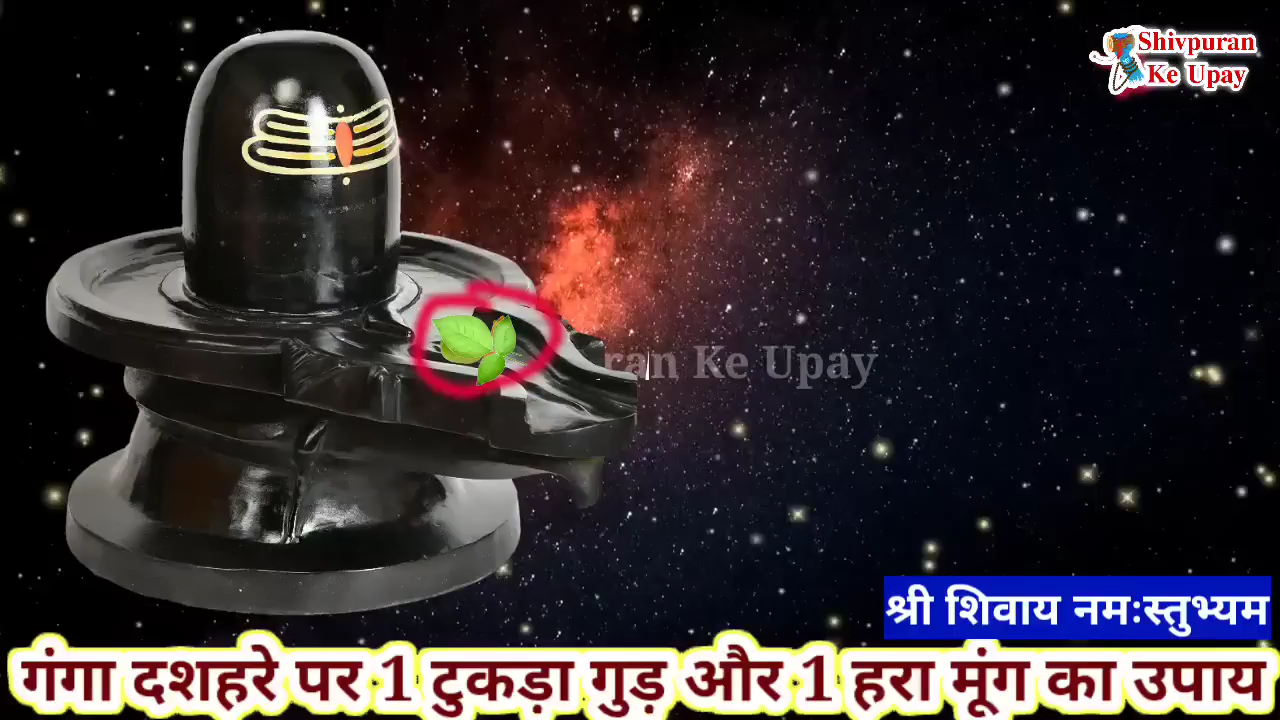 Shivpuran
Ke Upay
ran Ke Upay
श्री शिवाय नमःस्तुभ्यम
गंगा दशहरे पर 1 टुकड़ा गुड़ और 1 हरा मूंग का उपाय